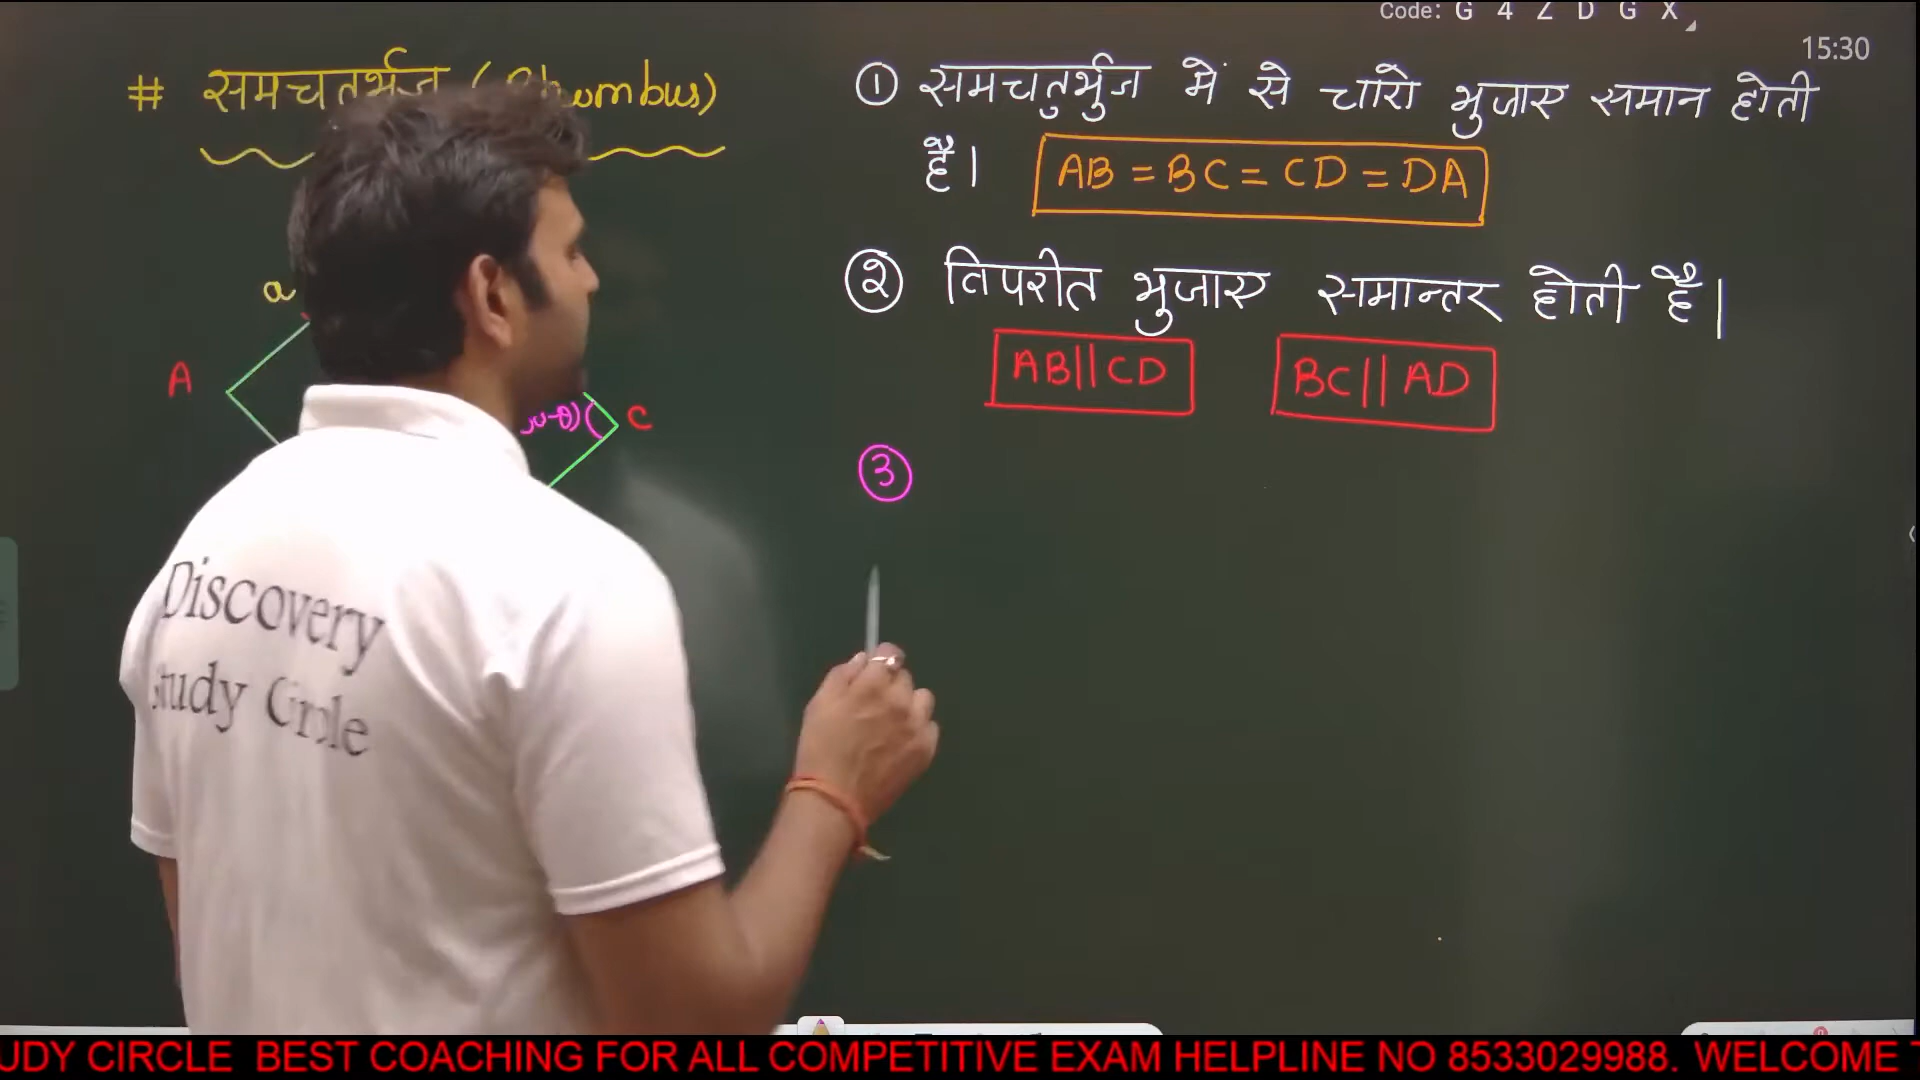 Code: G 4 Z D G X
15:30
# समचतर्भुज ( Rhombus)
① समचतुर्भुज में से चारो भुजाए समान होती
है। AB = BC = CD = DA
② विपरीत भुजाए समान्तर होती है।
AB||CD BC|| AD
③
a
A
-θ) C
Discovery
Study Circle
UDY CIRCLE BEST COACHING FOR ALL COMPETITIVE EXAM HELPLINE NO 8533029988. WELCOME